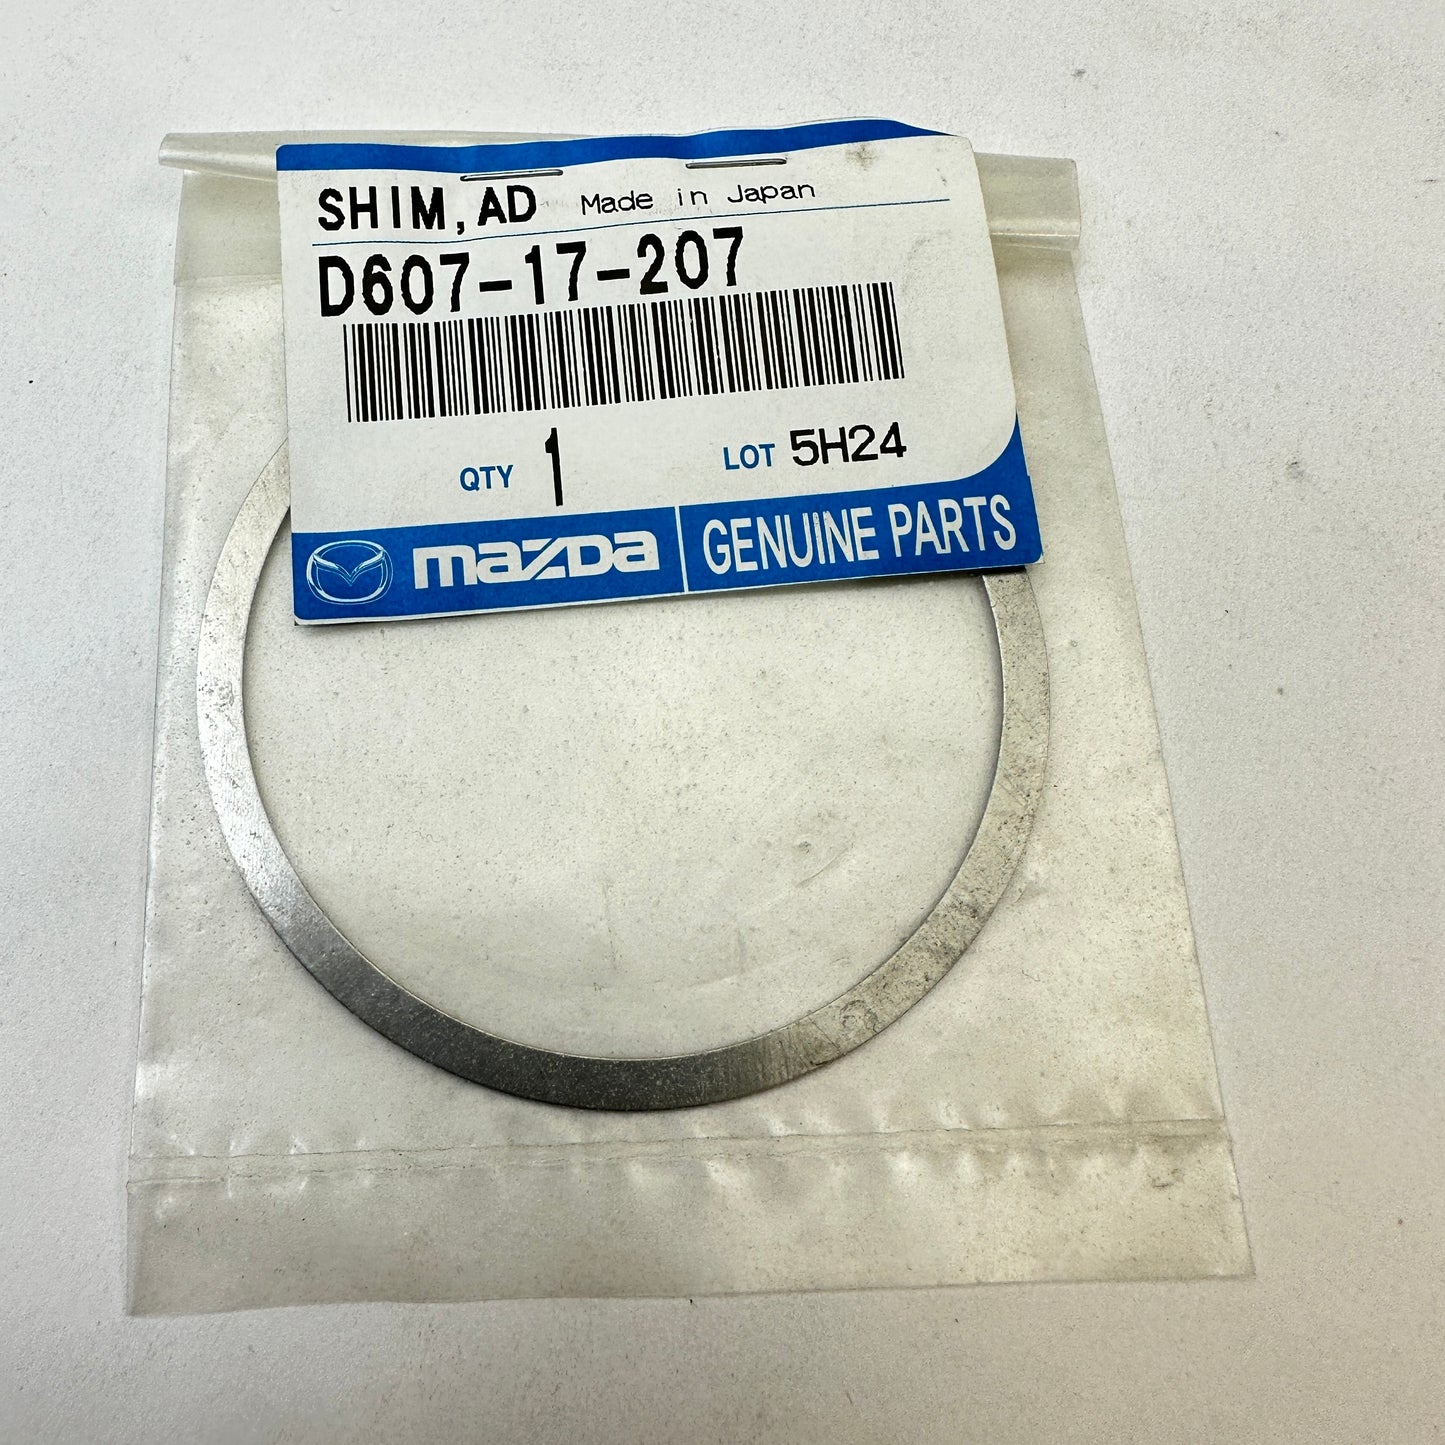 SHIM, AD Made in Japan
D607-17-207
QTY 1 LOT 5H24
mazda GENUINE PARTS